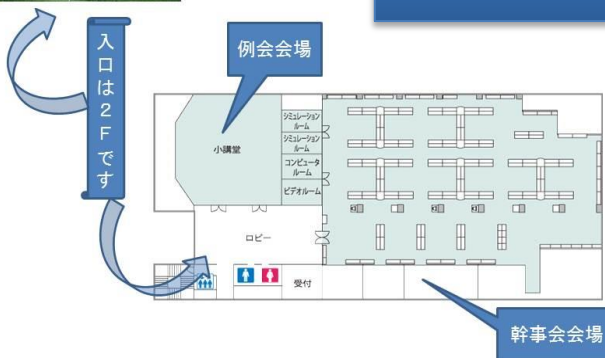 入口は2Fです
例会会場
シミュレーション
ルーム
シミュレーション
ルーム
コンピュータ
ルーム
ビデオルーム
小講堂
ロビー
受付
幹事会会場